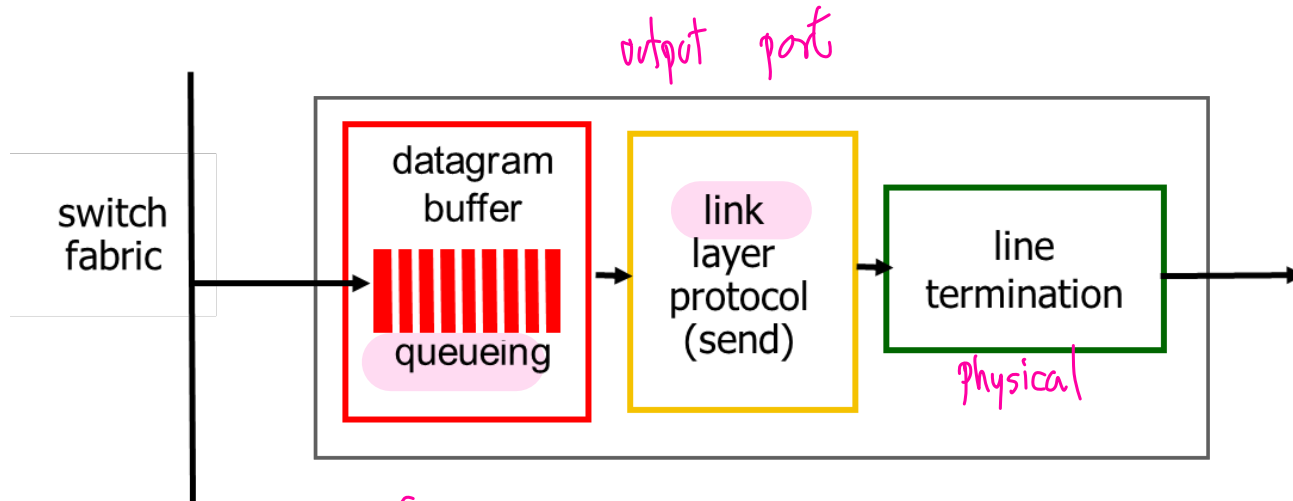 output port
switch
fabric
datagram
buffer
queueing
link
layer
protocol
(send)
line
termination
physical